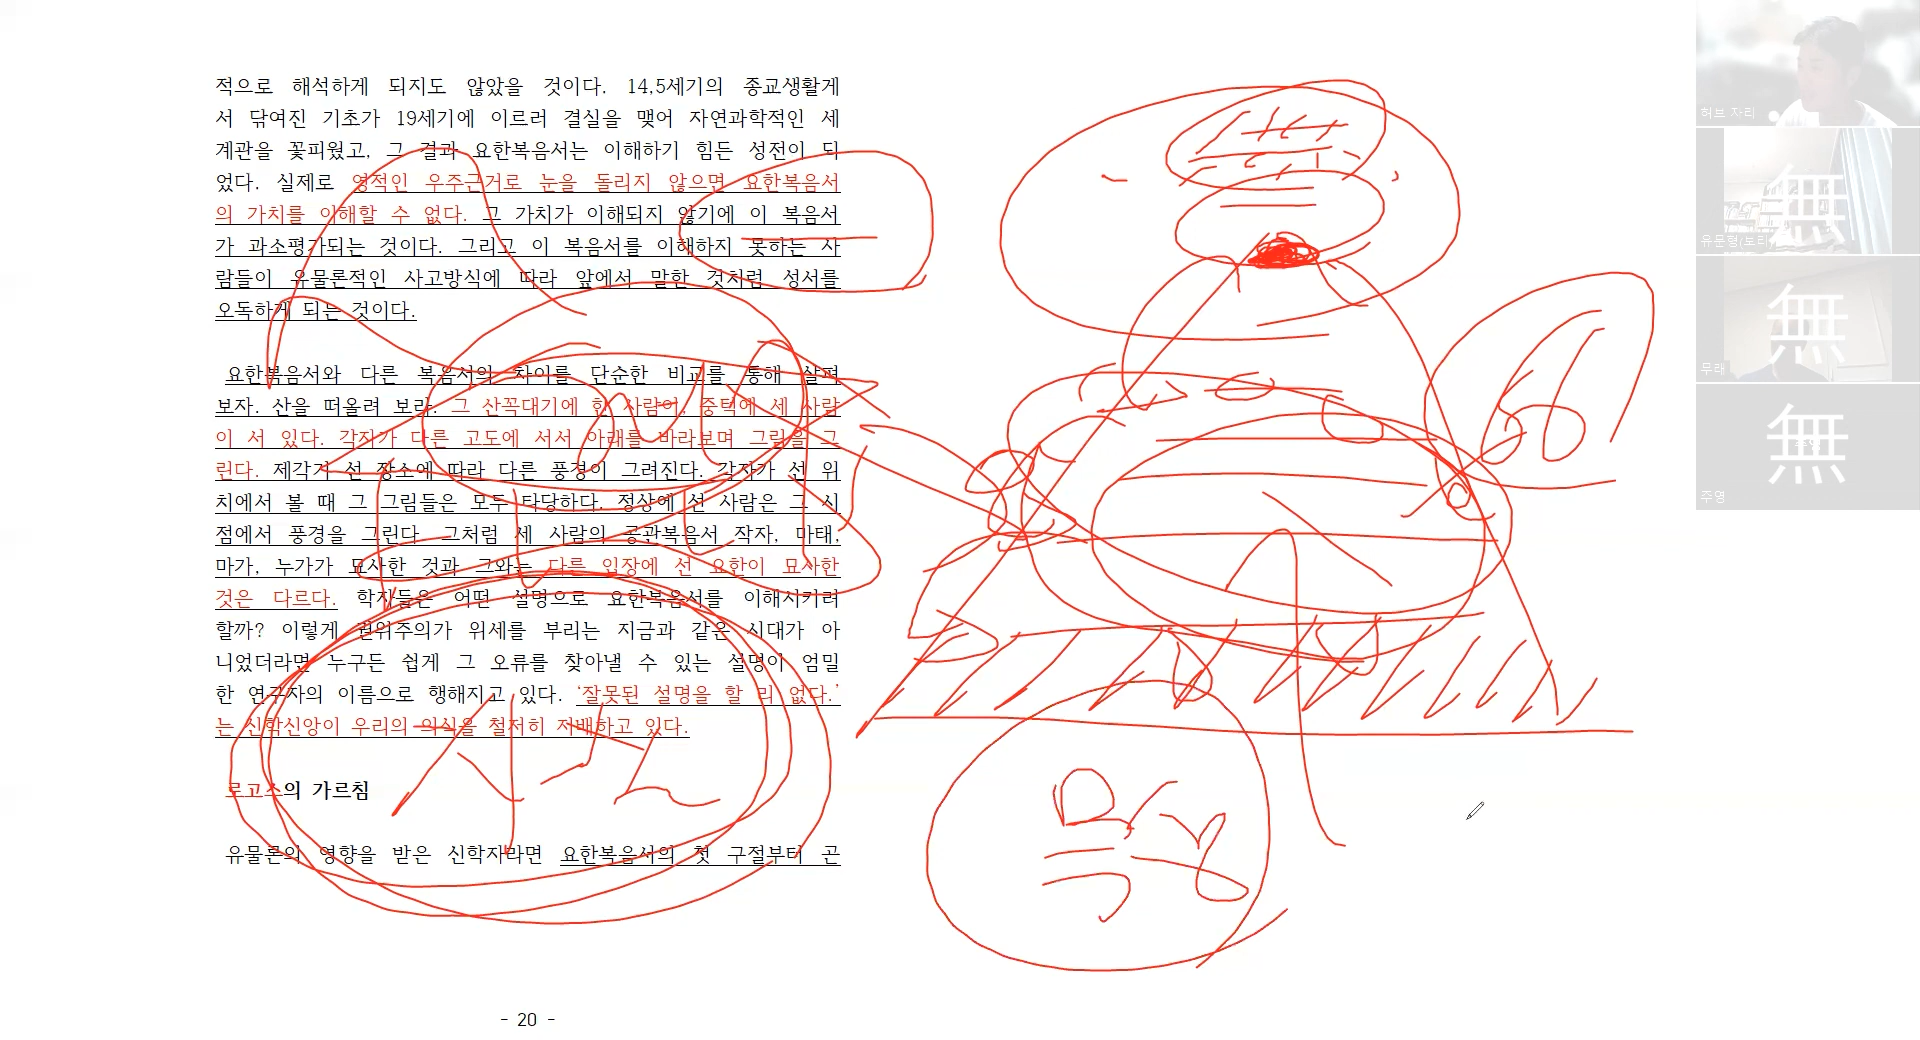 적으로 해석하게 되지도 않았을 것이다. 14,5세기의 종교생활게
서 닦여진 기초가 19세기에 이르러 결실을 맺어 자연과학적인 세
계관을 꽃피웠고, 그 결과 요한복음서는 이해하기 힘든 성전이 되
었다. 실제로 영적인 우주근거로 눈을 돌리지 않으면 요한복음서
의 가치를 이해할 수 없다. 그 가치가 이해되지 않기에 이 복음서
가 과소평가되는 것이다. 그리고 이 복음서를 이해하지 못하는 사
람들이 유물론적인 사고방식에 따라 앞에서 말한 것처럼 성서를
오독하게 되는 것이다.
요한복음서와 다른 복음서의 차이를 단순한 비교를 통해 살펴
보자. 산을 떠올려 보라. 그 산꼭대기에 한 사람이, 중턱에 세 사람
이 서 있다. 각자가 다른 고도에 서서 아래를 바라보며 그림을 그
린다. 제각기 선 장소에 따라 다른 풍경이 그려진다. 각자가 선 위
치에서 볼 때 그 그림들은 모두 타당하다. 정상에 선 사람은 그 시
점에서 풍경을 그린다. 그처럼 세 사람의 공관복음서 작자, 마태,
마가, 누가가 묘사한 것과 그와는 다른 입장에 선 요한이 묘사한
것은 다르다. 학자들은 어떤 설명으로 요한복음서를 이해시키려
할까? 이렇게 권위주의가 위세를 부리는 지금과 같은 시대가 아
니었더라면 누구든 쉽게 그 오류를 찾아낼 수 있는 설명이 엄밀
한 연구자의 이름으로 행해지고 있다. ‘잘못된 설명을 할 리 없다.’
는 신학신앙이 우리의 의식을 철저히 지배하고 있다.
로고스의 가르침
유물론의 영향을 받은 신학자라면 요한복음서의 첫 구절부터 곤
- 20 -
허브 자리
無
유문형(보리
無
무래
無
주영